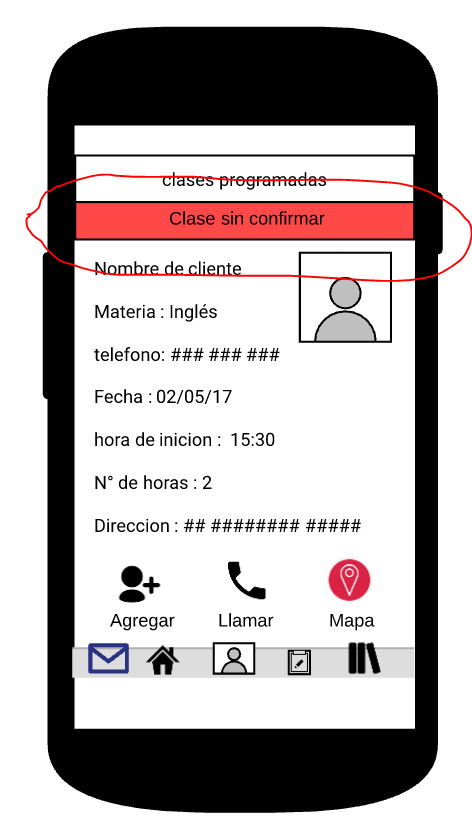 clases programadas
Clase sin confirmar
Nombre de cliente
Materia : Inglés
telefono: ### ### ###
Fecha : 02/05/17
hora de inicion : 15:30
N° de horas : 2
Direccion : ## ######## #####
Agregar Llamar Mapa